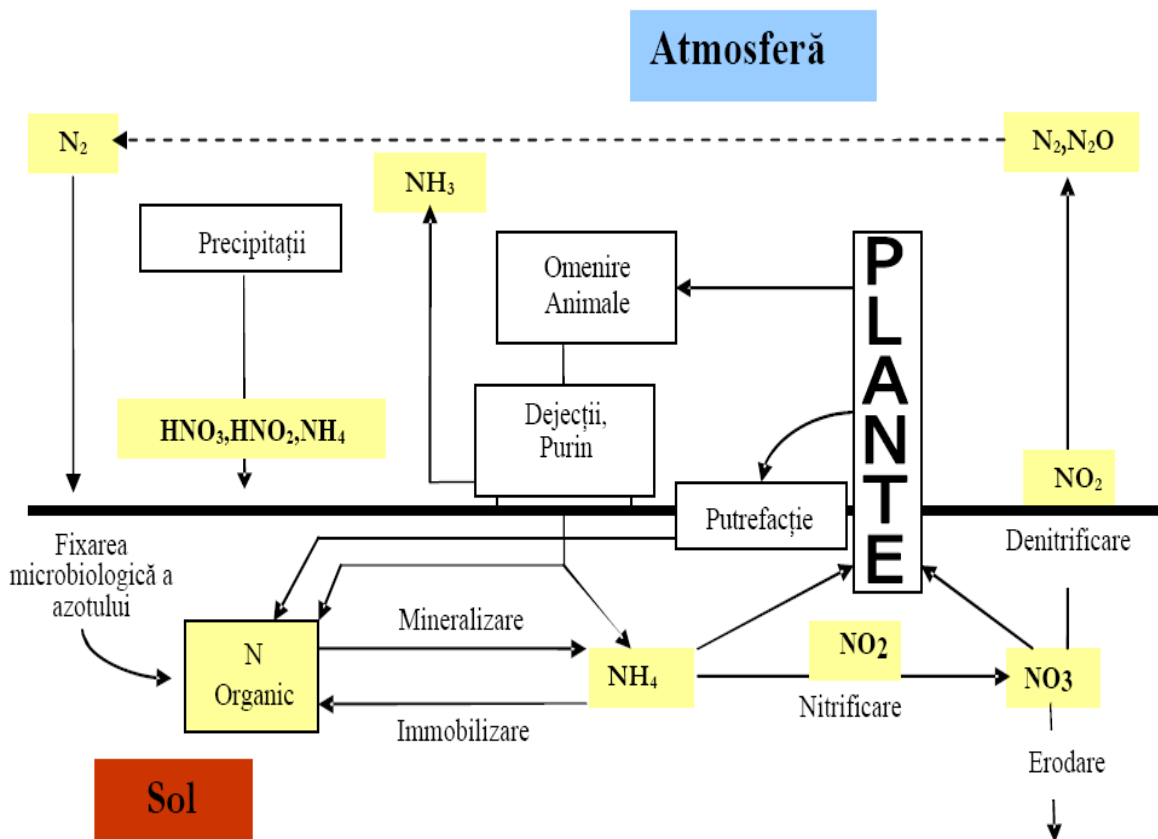 Atmosferă
N₂
N₂,N₂O
NH₃
Precipitații
Omenire
Animale
PLANTE
HNO₃,HNO₂,NH₄
Dejecții,
Purin
NO₂
Putrefacție
Denitrificare
Fixarea
microbiologică a
azotului
Mineralizare
N
Organic
NH₄
NO2
NO3
Nitrificare
Immobilizare
Erodare
Sol